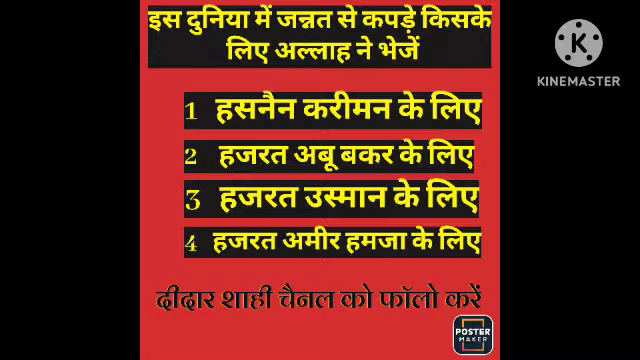 इस दुनिया में जन्नत से कपड़े किसके
लिए अल्लाह ने भेजें
KINEMASTER
1 हसनैन करीमन के लिए
2 हजरत अबू बकर के लिए
3 हजरत उस्मान के लिए
4 हजरत अमीर हमजा के लिए
दीदार शाही चैनल को फॉलो करें
POSTER
MAKER